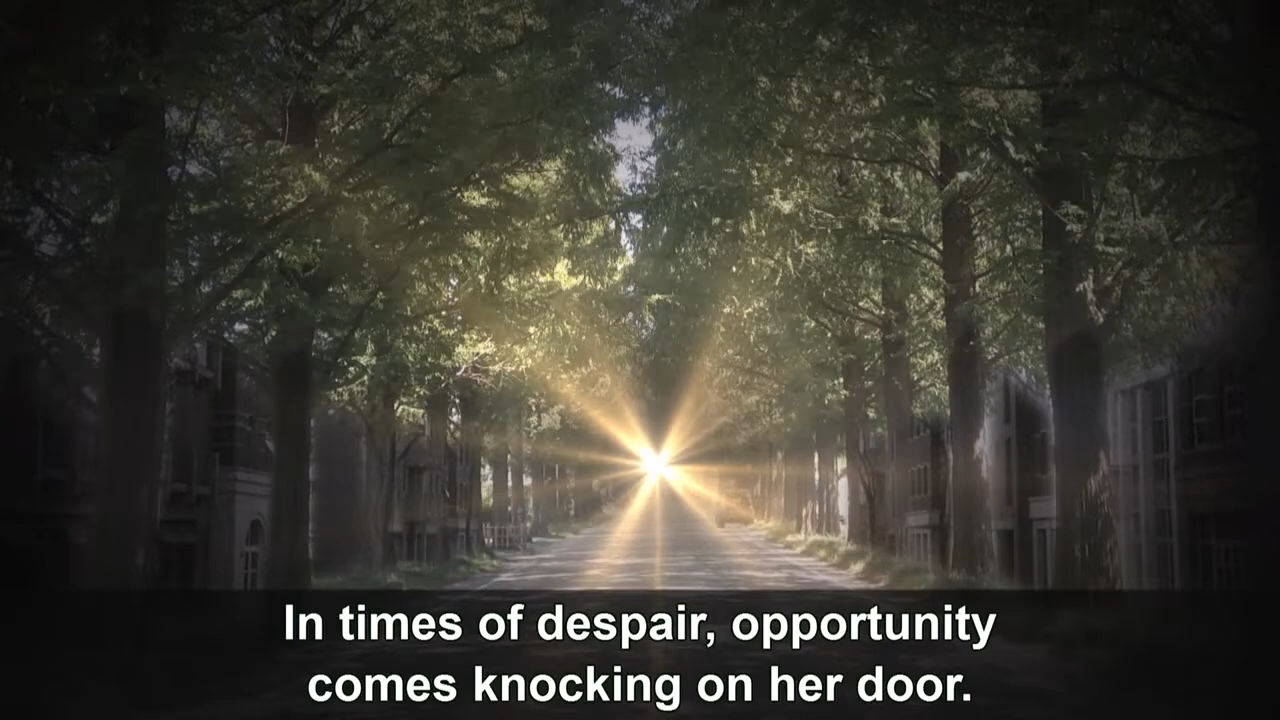 In times of despair, opportunity
comes knocking on her door.